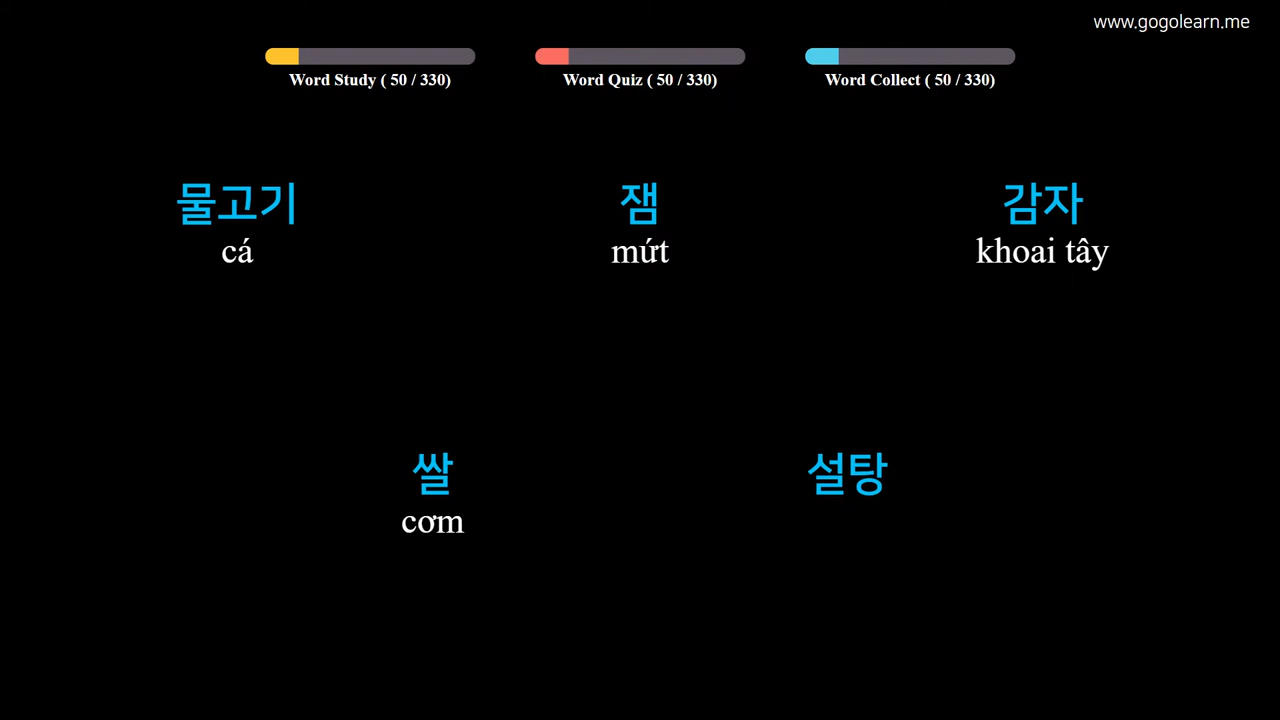 www.gogolearn.me
Word Study ( 50 / 330)
Word Quiz ( 50 / 330)
Word Collect ( 50 / 330)
물고기
cá
잼
mứt
감자
khoai tây
쌀
cơm
설탕